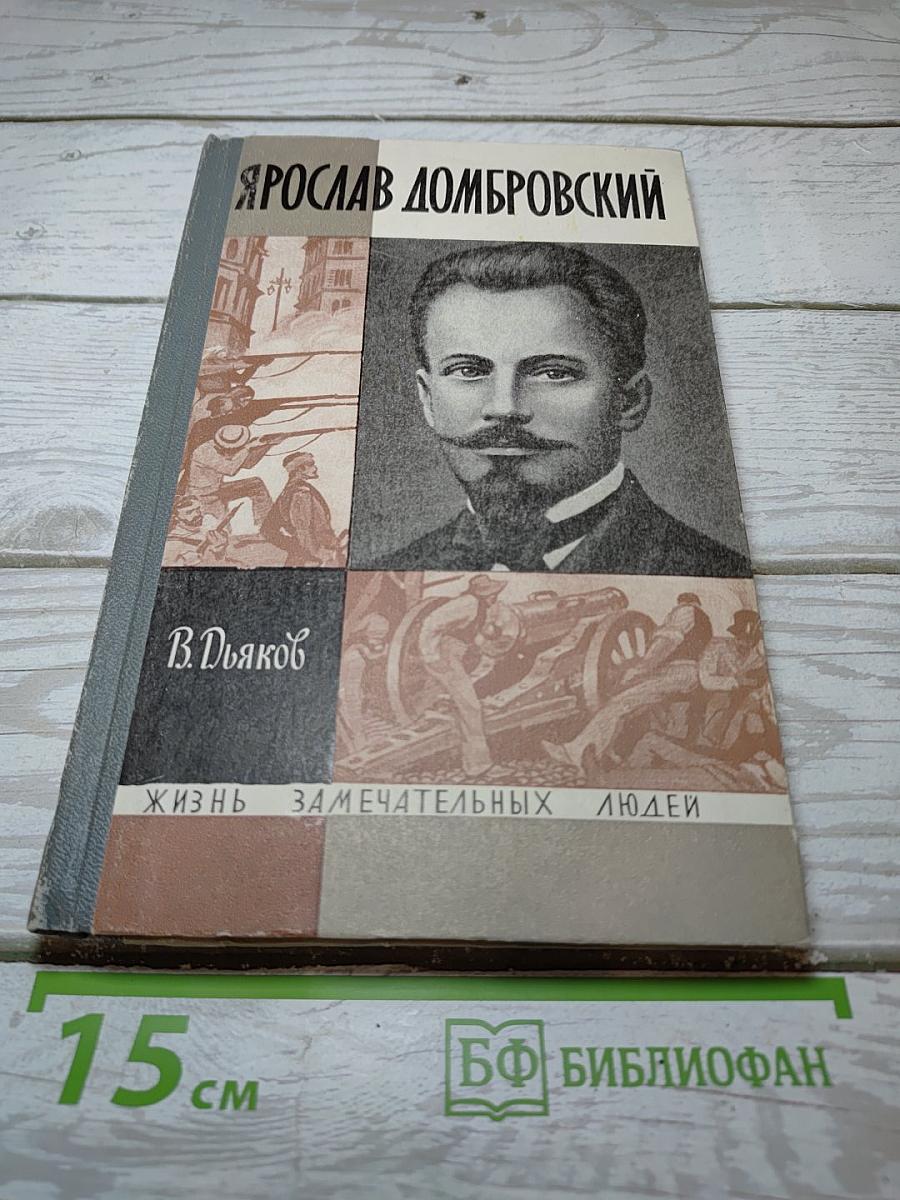 ЯРОСЛАВ ДОМБРОВСКИЙ
В. Дьяков
ЖИЗНЬ ЗАМЕЧАТЕЛЬНЫХ ЛЮДЕЙ
15 см
БФ БИБЛИОФАН